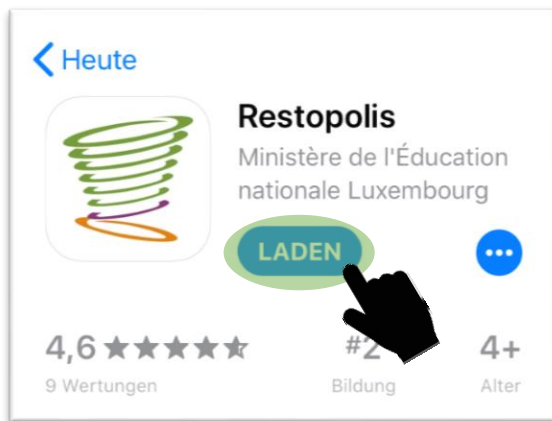 Heute
Restopolis
Ministère de l'Éducation
nationale Luxembourg
LADEN
4,6 ★★★★★ #2 4+
9 Wertungen Bildung Alter